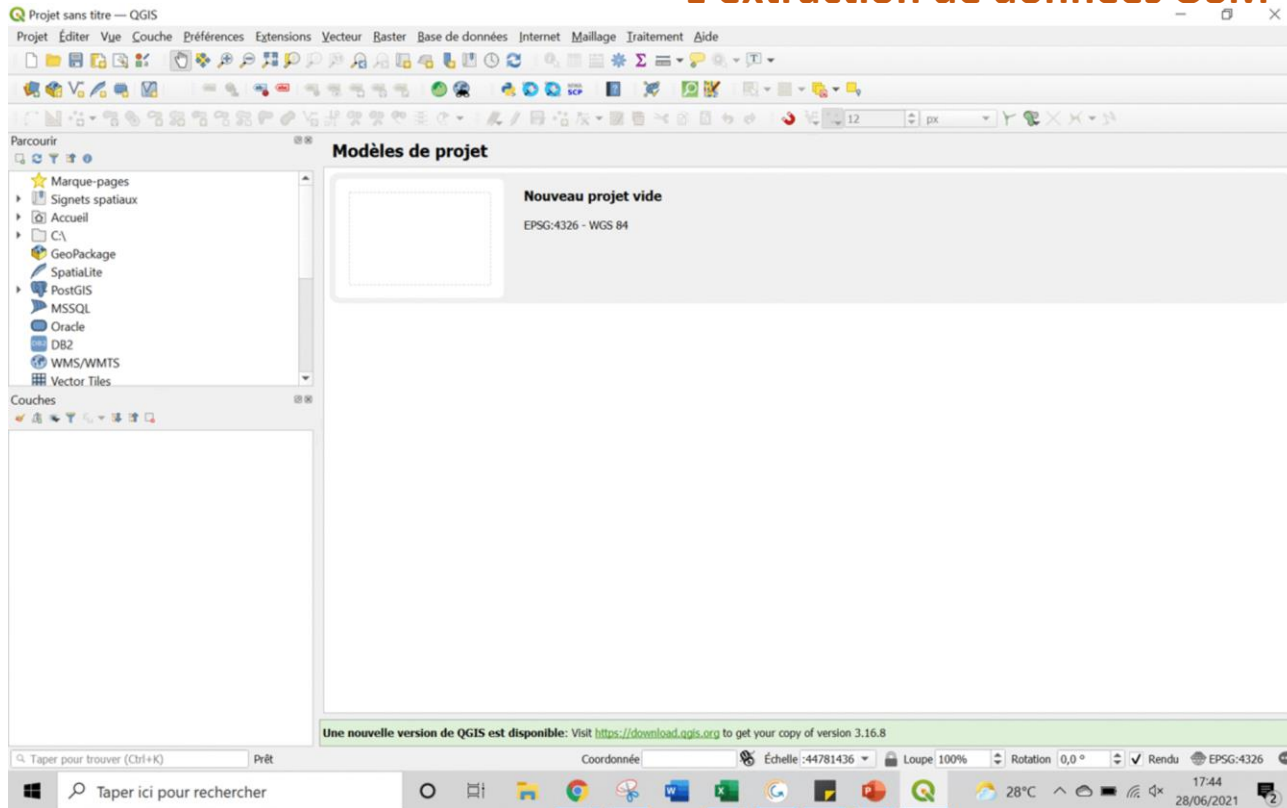 L'extraction de données OSM
Projet sans titre — QGIS
Projet Éditer Vue Couche Préférences Extensions Vecteur Raster Base de données Internet Maillage Traitement Aide
12 px
Parcourir
Modèles de projet
Marque-pages
Signets spatiaux
Accueil
C:\
GeoPackage
SpatiaLite
PostGIS
MSSQL
Oracle
DB2
WMS/WMTS
Vector Tiles
Nouveau projet vide
EPSG:4326 - WGS 84
Couches
Une nouvelle version de QGIS est disponible: Visit https://download.qgis.org to get your copy of version 3.16.8
Taper pour trouver (Ctrl+K) Prêt Coordonnée Échelle :44781436 Loupe 100% Rotation 0,0 ° Rendu EPSG:4326
Taper ici pour rechercher 28°C 17:44
28/06/2021